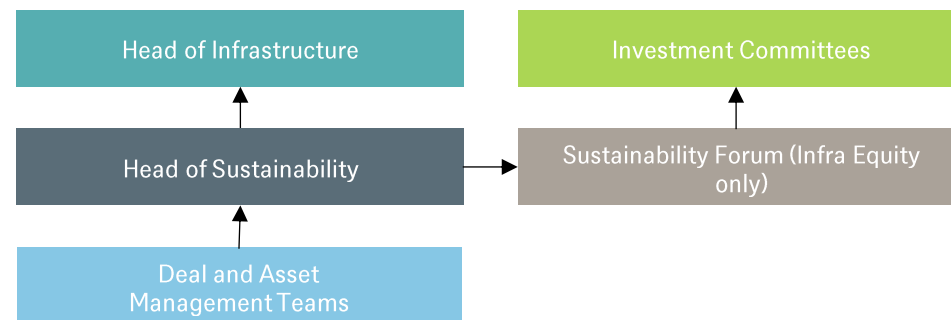 Head of Infrastructure
Investment Committees
Head of Sustainability
Sustainability Forum (Infra Equity
only)
Deal and Asset
Management Teams